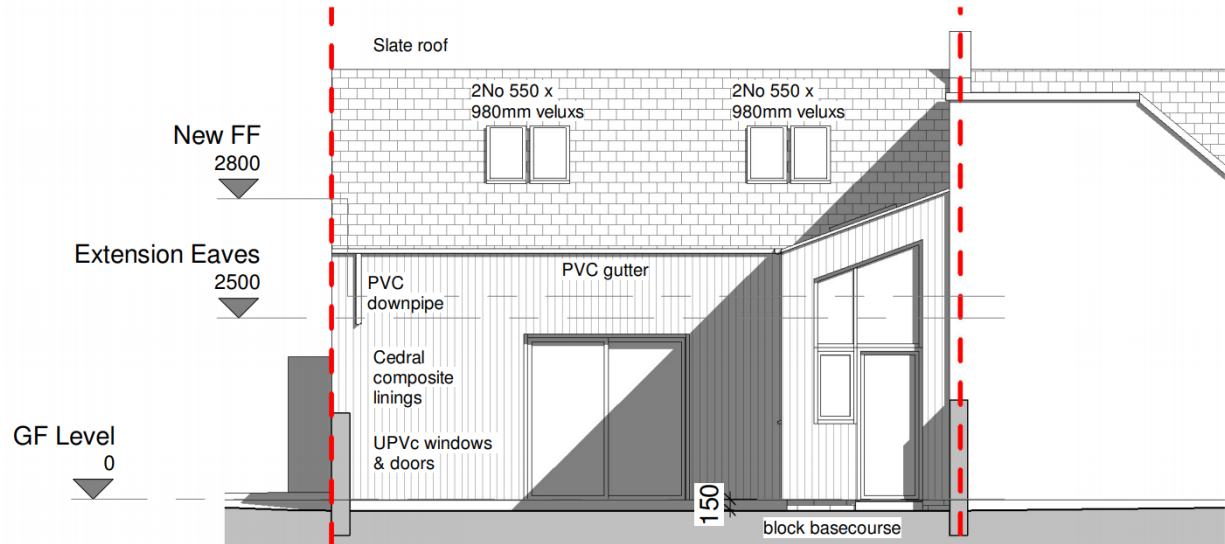 Slate roof
2No 550 x
980mm veluxs
2No 550 x
980mm veluxs
New FF
2800
Extension Eaves
2500
PVC gutter
PVC
downpipe
Cedral
composite
linings
GF Level
0
UPVc windows
& doors
150
block basecourse